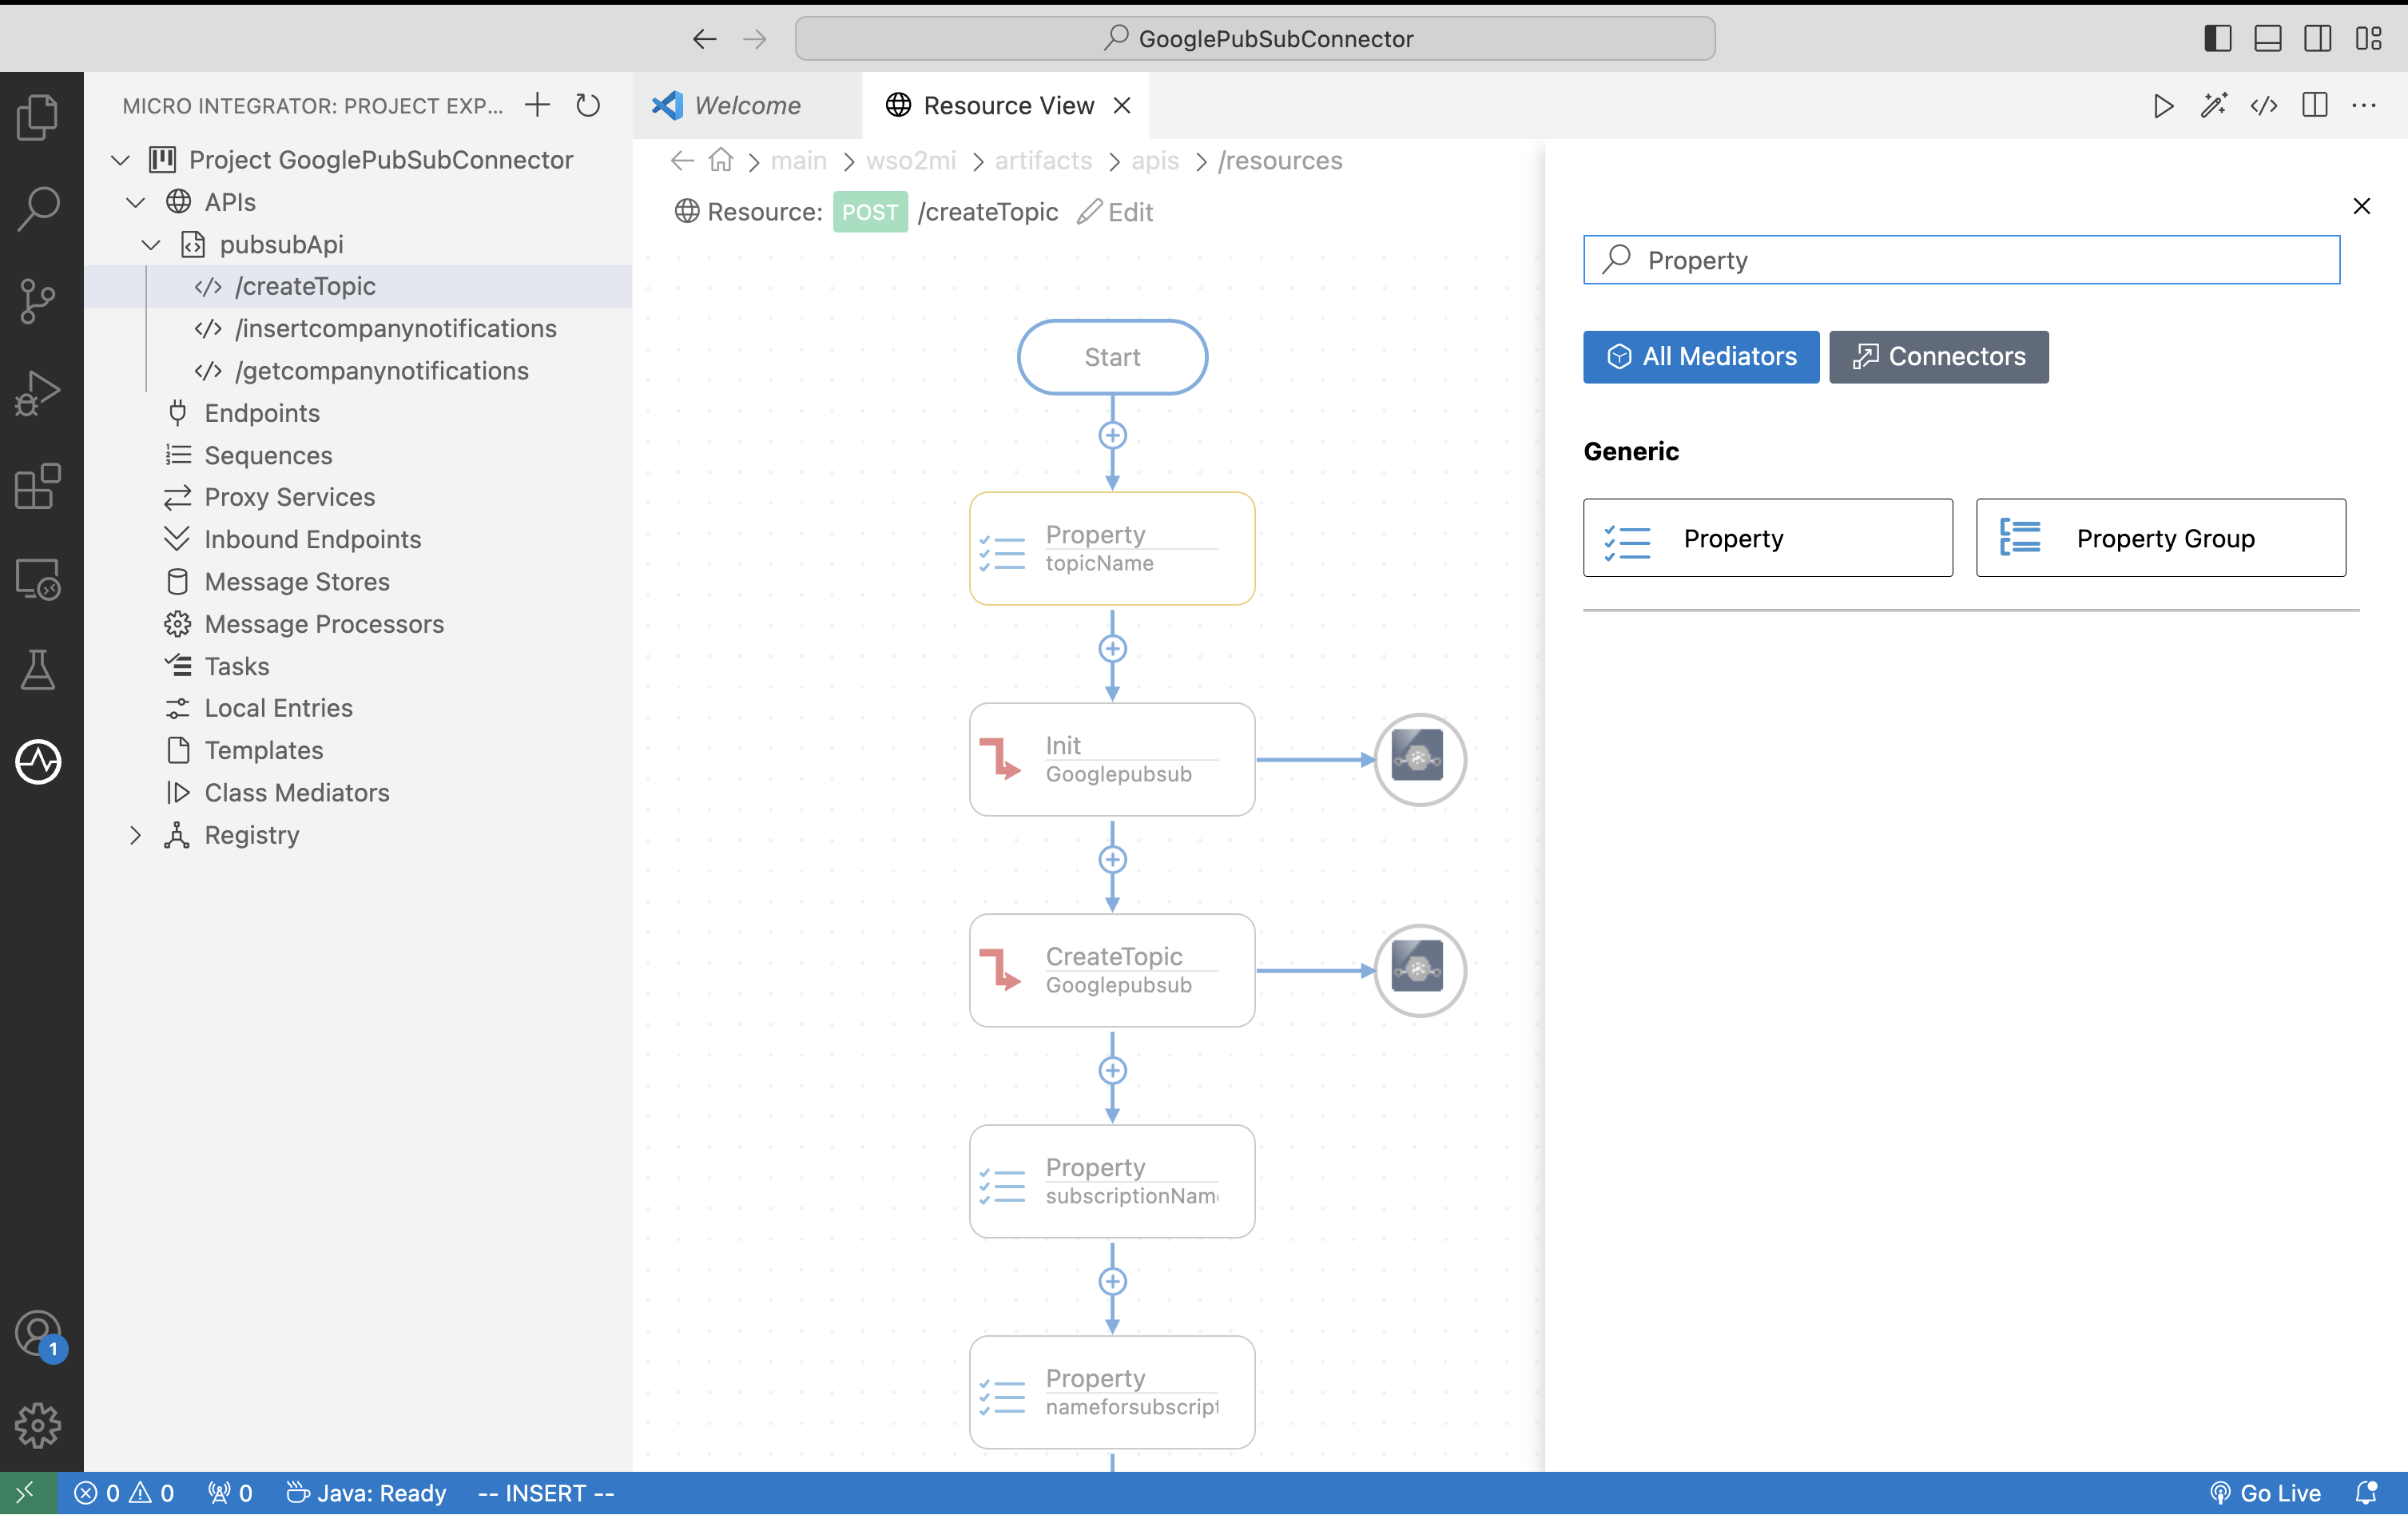 GooglePubSubConnector
MICRO INTEGRATOR: PROJECT EXP...
Project GooglePubSubConnector
APIs
pubsubApi
/createTopic
/insertcompanynotifications
/getcompanynotifications
Endpoints
Sequences
Proxy Services
Inbound Endpoints
Message Stores
Message Processors
Tasks
Local Entries
Templates
Class Mediators
Registry
Welcome
Resource View
main > wso2mi > artifacts > apis > /resources
Resource: POST /createTopic Edit
Start
Property
topicName
Init
Googlepubsub
CreateTopic
Googlepubsub
Property
subscriptionNam
Property
nameforsubscript
Property
All Mediators
Connectors
Generic
Property
Property Group
1
0 0 0 Java: Ready -- INSERT -- Go Live